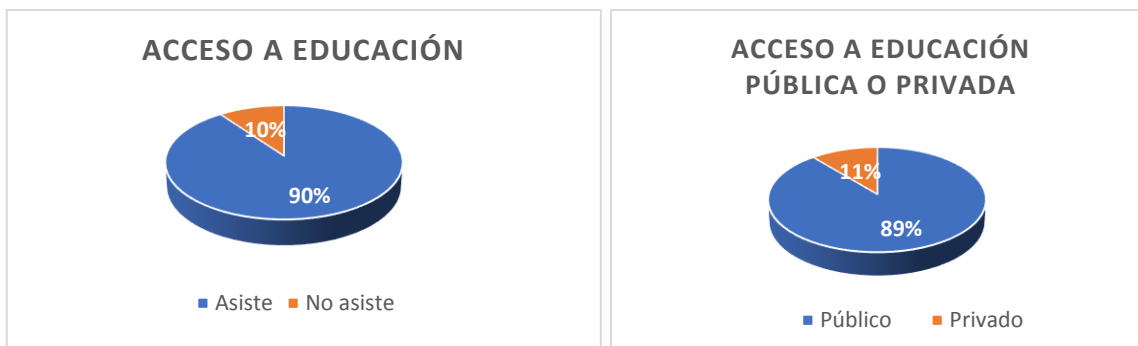 ACCESO A EDUCACIÓN
10%
90%
Asiste No asiste
ACCESO A EDUCACIÓN
PÚBLICA O PRIVADA
11%
89%
Público Privado